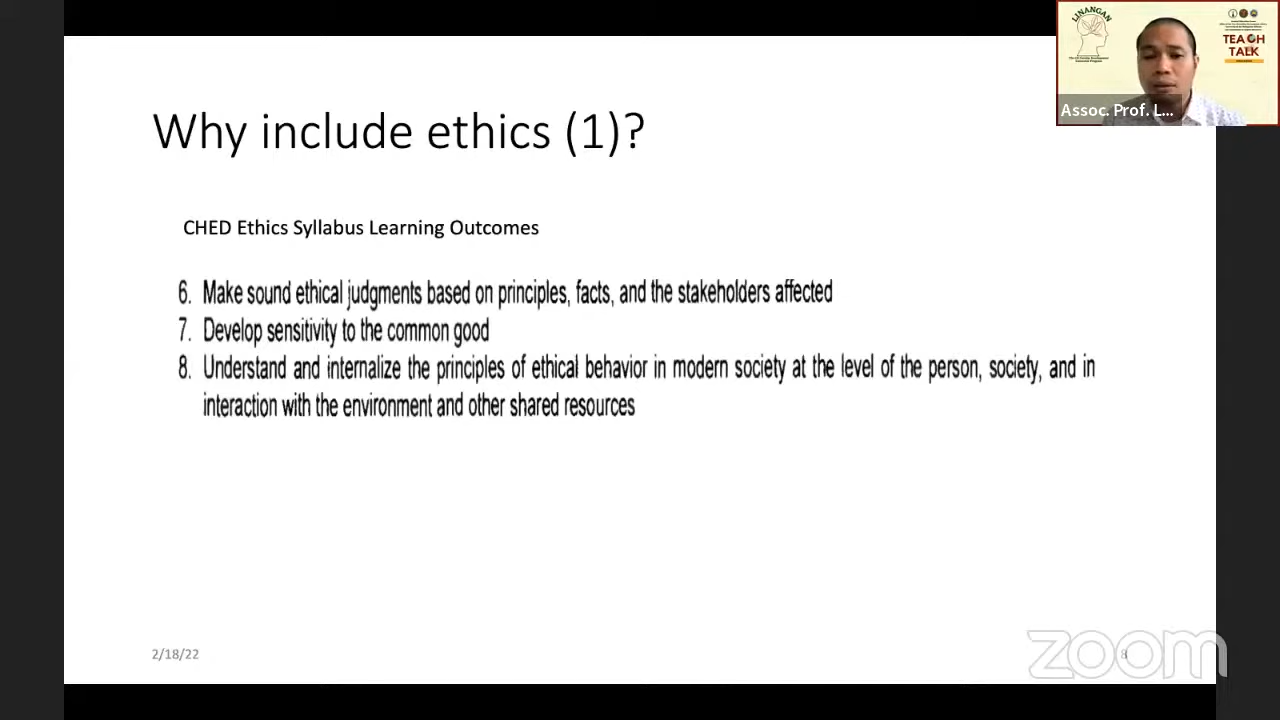 LINANGAN
TEACH
TALK
Assoc. Prof. L...
Why include ethics (1)?
CHED Ethics Syllabus Learning Outcomes
6. Make sound ethical judgments based on principles, facts, and the stakeholders affected
7. Develop sensitivity to the common good
8. Understand and internalize the principles of ethical behavior in modern society at the level of the person, society, and in
interaction with the environment and other shared resources
2/18/22
8
zoom